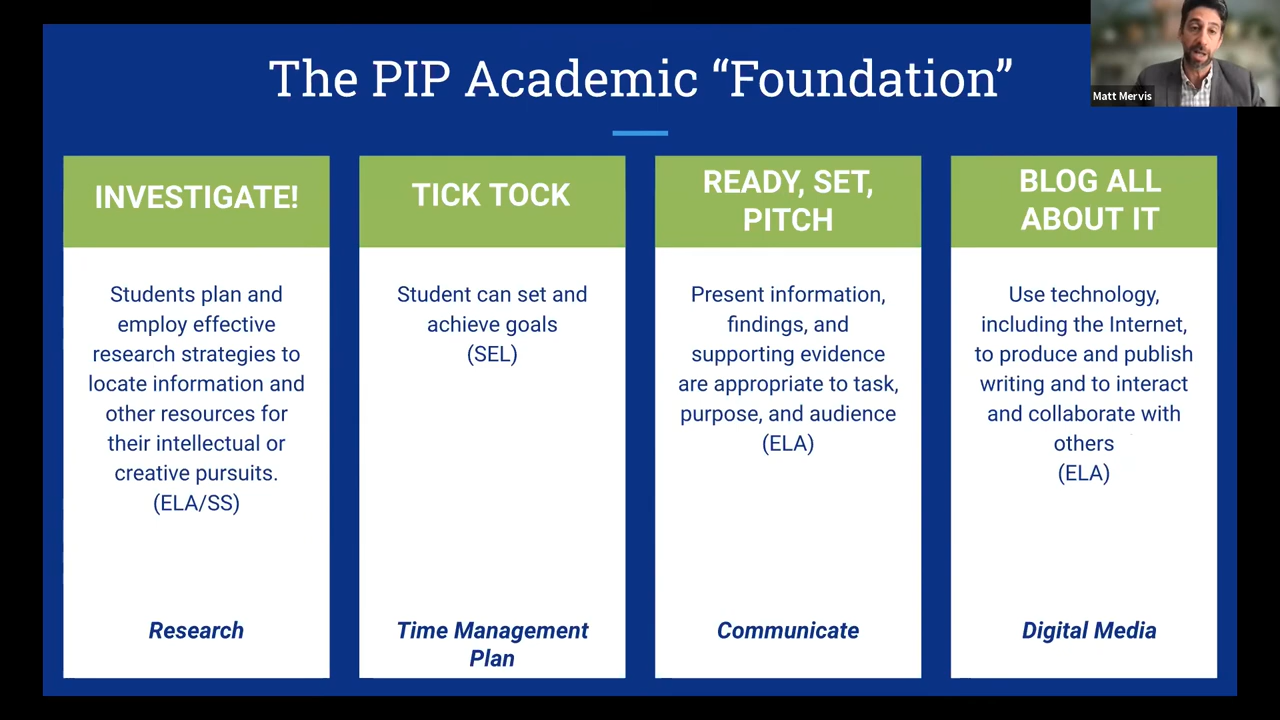 The PIP Academic “Foundation”
Matt Mervis
INVESTIGATE!
Students plan and
employ effective
research strategies to
locate information and
other resources for
their intellectual or
creative pursuits.
(ELA/SS)
Research
TICK TOCK
Student can set and
achieve goals
(SEL)
Time Management
Plan
READY, SET,
PITCH
Present information,
findings, and
supporting evidence
are appropriate to task,
purpose, and audience
(ELA)
Communicate
BLOG ALL
ABOUT IT
Use technology,
including the Internet,
to produce and publish
writing and to interact
and collaborate with
others
(ELA)
Digital Media